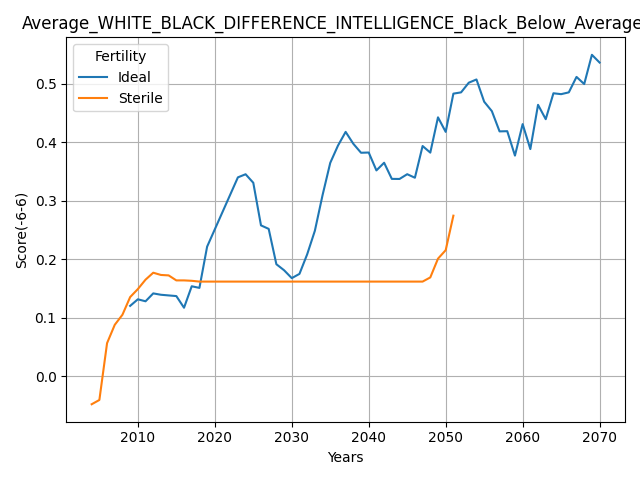 Average_WHITE_BLACK_DIFFERENCE_INTELLIGENCE_Black_Below_Average
Fertility
Ideal
Sterile
Score(-6-6)
0.5
0.4
0.3
0.2
0.1
0.0
2010 2020 2030 2040 2050 2060 2070
Years